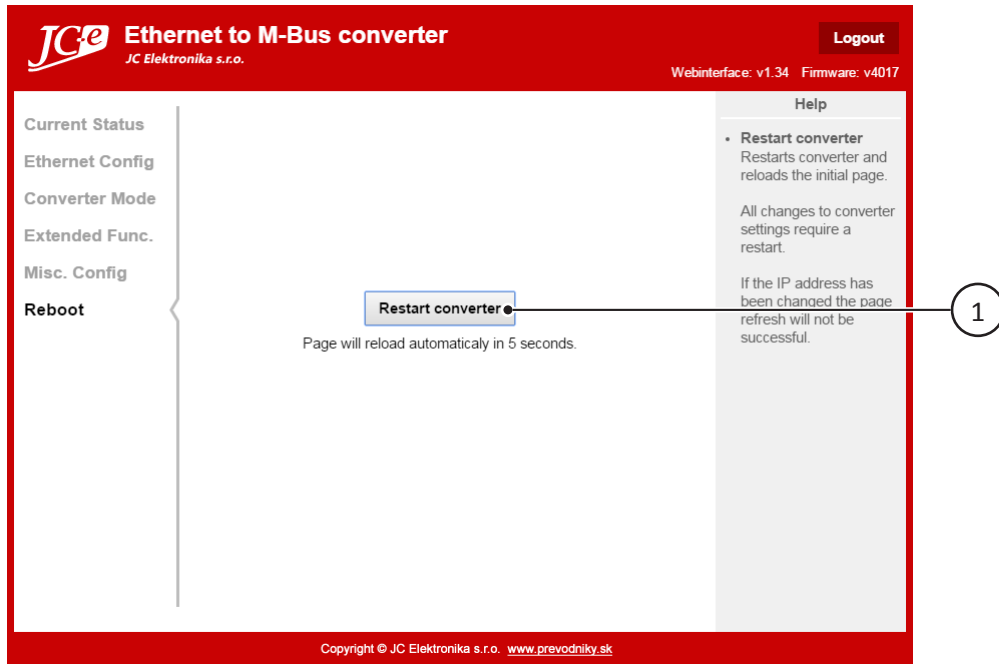 JCe
Ethernet to M-Bus converter
JC Elektronika s.r.o.
Logout
Webinterface: v1.34 Firmware: v4017
Current Status
Ethernet Config
Converter Mode
Extended Func.
Misc. Config
Reboot
Restart converter
Page will reload automaticaly in 5 seconds.
Help
• Restart converter
Restarts converter and
reloads the initial page.
All changes to converter
settings require a
restart.
If the IP address has
been changed the page
refresh will not be
successful.
1
Copyright © JC Elektronika s.r.o. www.prevodniky.sk